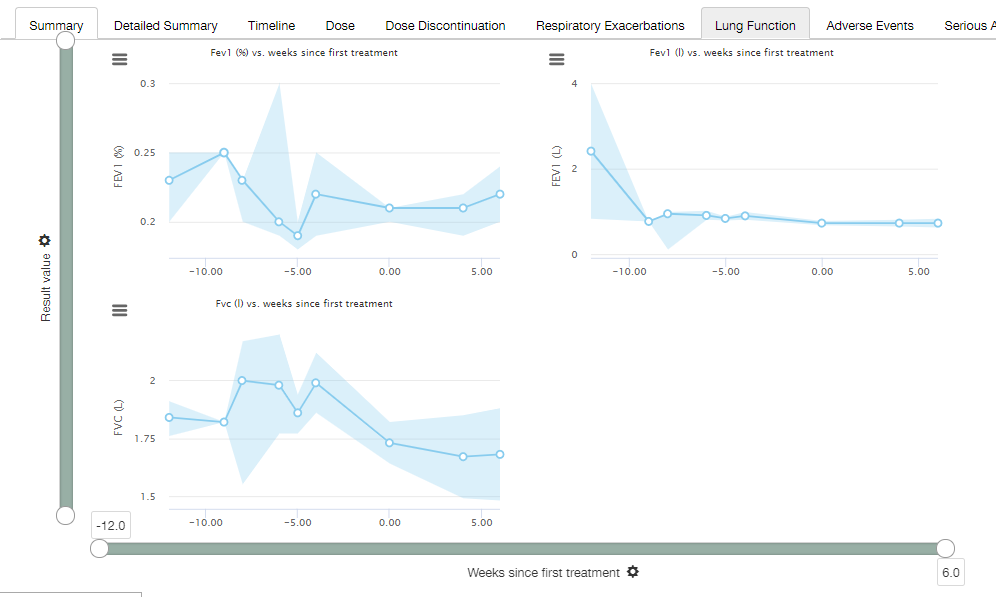 Summary Detailed Summary Timeline Dose Dose Discontinuation Respiratory Exacerbations Lung Function Adverse Events Serious A
Fev1 (%) vs. weeks since first treatment
FEV1 (%)
0.3
0.25
0.2
−10.00 −5.00 0.00 5.00
Fev1 (l) vs. weeks since first treatment
FEV1 (L)
4
2
0
−10.00 −5.00 0.00 5.00
Result value
Fvc (l) vs. weeks since first treatment
FVC (L)
2
1.75
1.5
−10.00 −5.00 0.00 5.00
-12.0
Weeks since first treatment
6.0